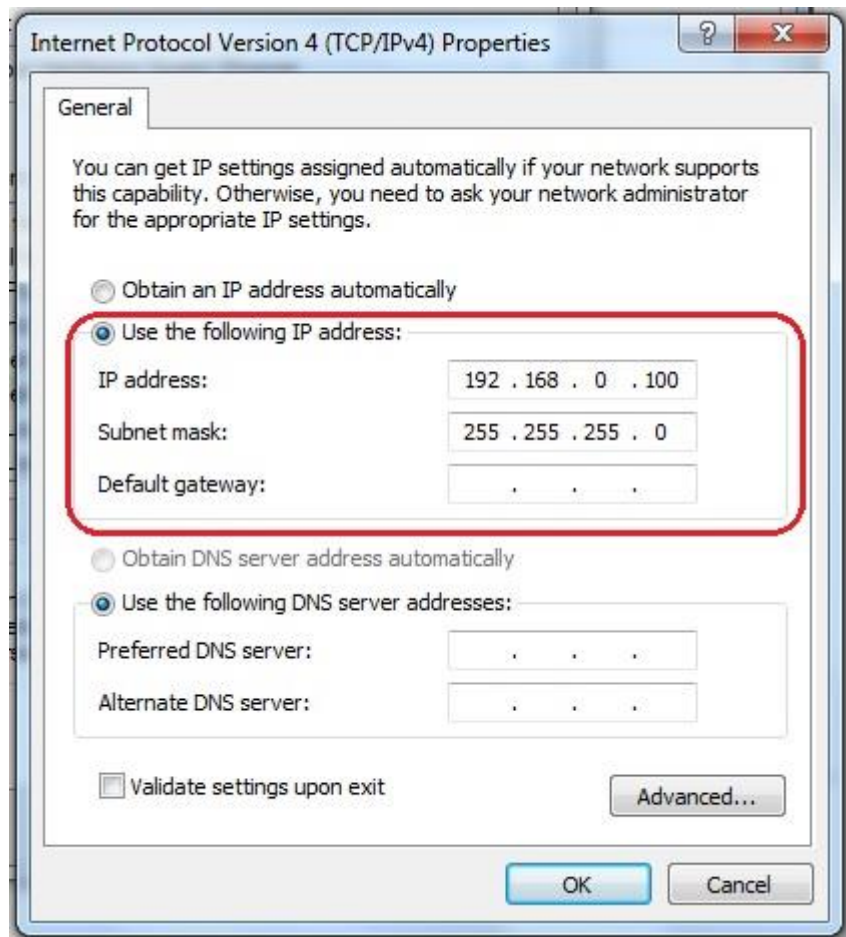 Internet Protocol Version 4 (TCP/IPv4) Properties
General
You can get IP settings assigned automatically if your network supports
this capability. Otherwise, you need to ask your network administrator
for the appropriate IP settings.
Obtain an IP address automatically
Use the following IP address:
IP address: 192 . 168 . 0 . 100
Subnet mask: 255 . 255 . 255 . 0
Default gateway: . . .
Obtain DNS server address automatically
Use the following DNS server addresses:
Preferred DNS server: . . .
Alternate DNS server: . . .
Validate settings upon exit
Advanced...
OK Cancel